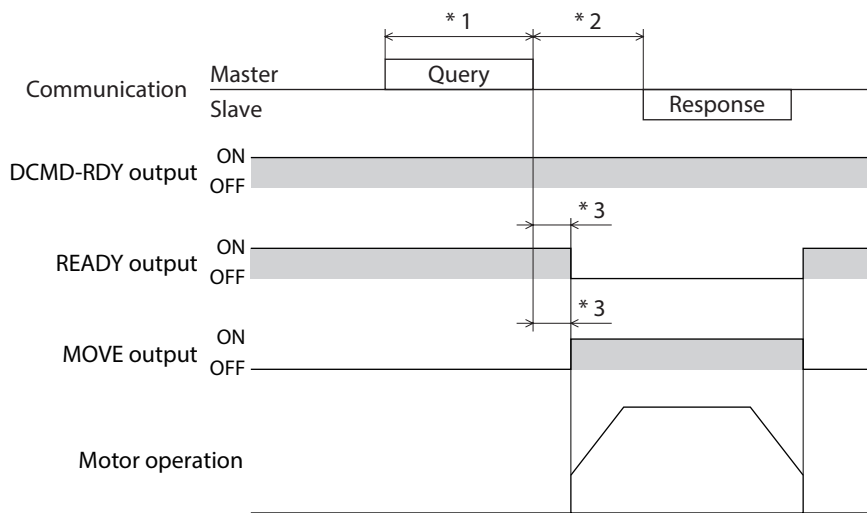 * 1
* 2
Communication
Master
Query
Slave
Response
DCMD-RDY output
ON
OFF
* 3
READY output
ON
OFF
* 3
MOVE output
ON
OFF
Motor operation